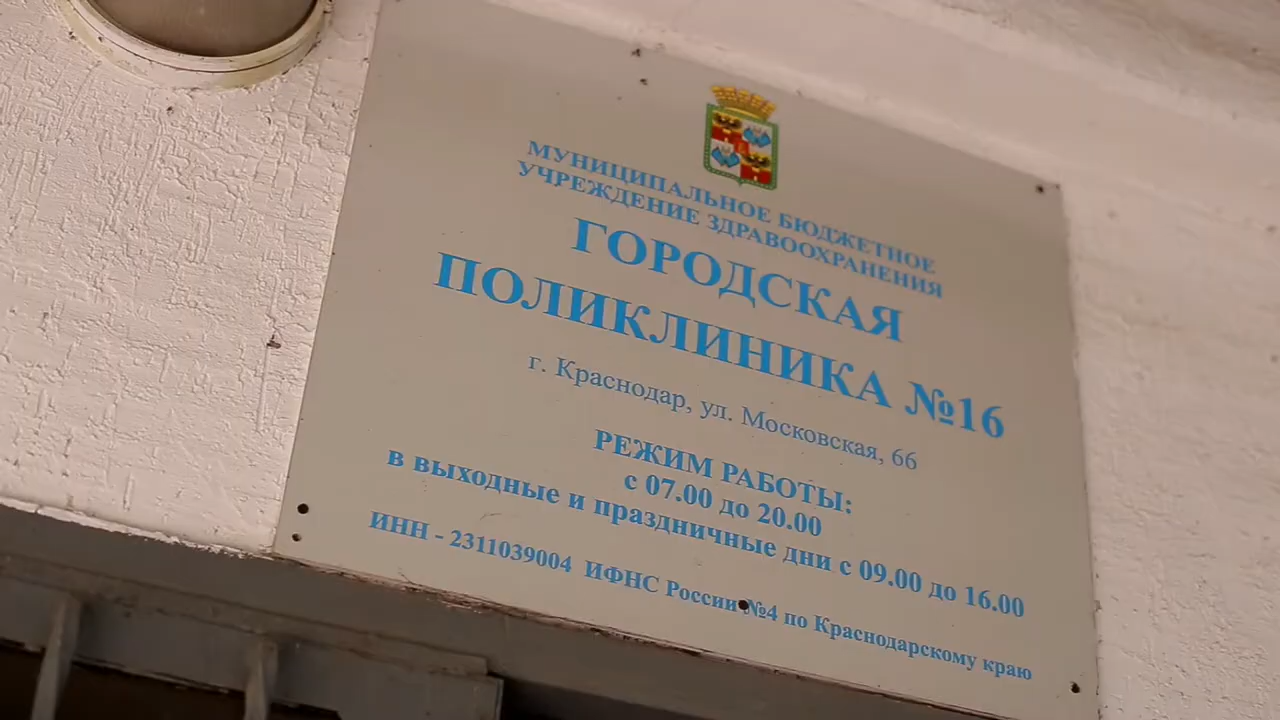 МУНИЦИПАЛЬНОЕ БЮДЖЕТНОЕ
УЧРЕЖДЕНИЕ ЗДРАВООХРАНЕНИЯ
ГОРОДСКАЯ
ПОЛИКЛИНИКА №16
г. Краснодар, ул. Московская, 66
РЕЖИМ РАБОТЫ:
с 07.00 до 20.00
в выходные и праздничные дни с 09.00 до 16.00
ИНН - 2311039004 ИФНС России №4 по Краснодарскому краю